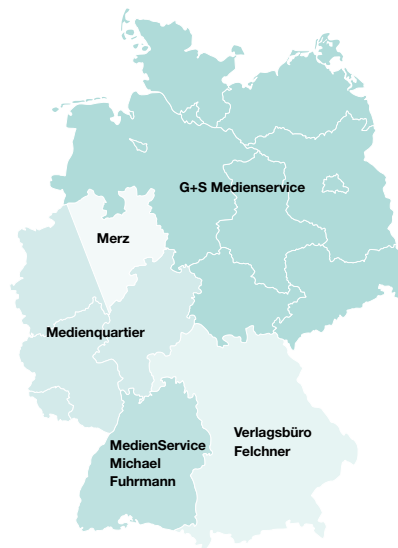 G+S Medienservice
Merz
Medienquartier
MedienService
Michael
Fuhrmann
Verlagsbüro
Felchner